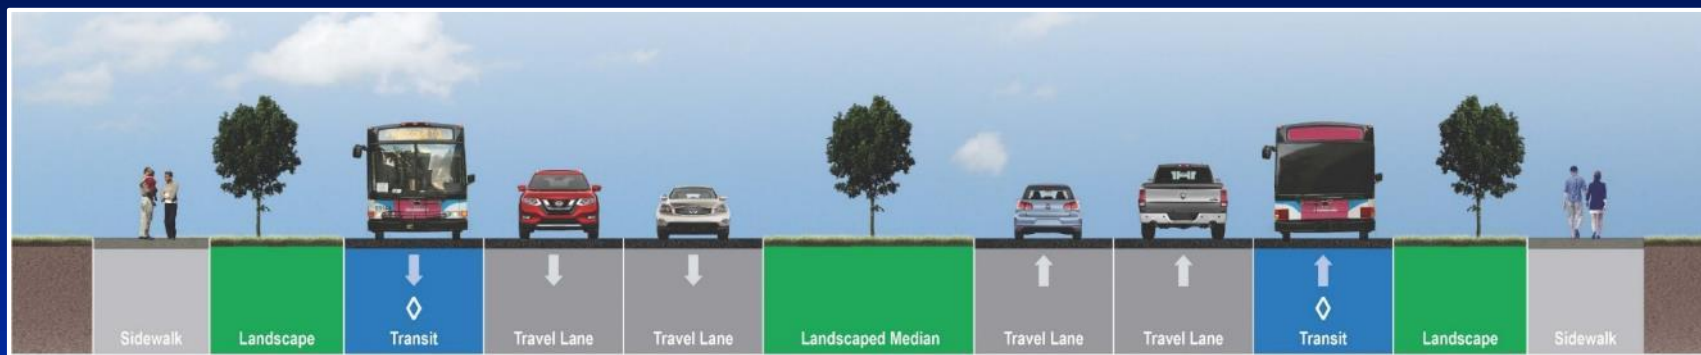 Sidewalk
Landscape
Transit
Travel Lane
Travel Lane
Landscaped Median
Travel Lane
Travel Lane
Transit
Landscape
Sidewalk